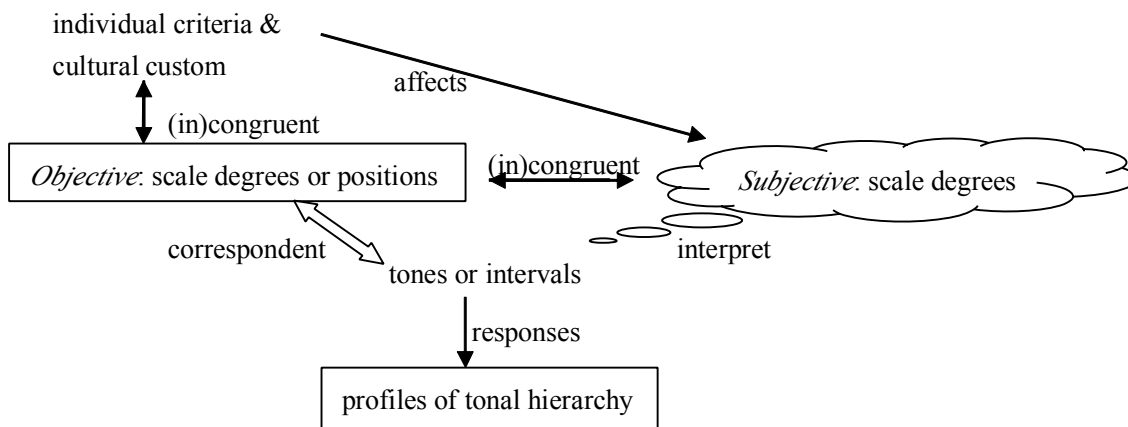 individual criteria &
cultural custom
affects
(in)congruent
(in)congruent
Objective: scale degrees or positions
Subjective: scale degrees
correspondent
interpret
tones or intervals
responses
profiles of tonal hierarchy